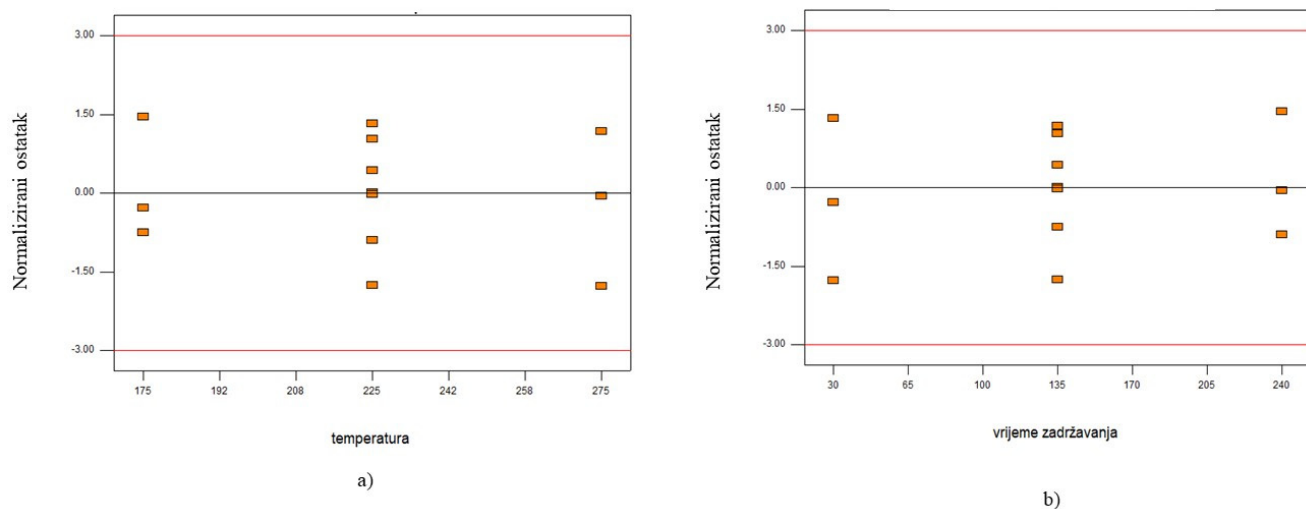 Normalizirani ostatak
3.00
1.50
0.00
-1.50
-3.00
175 192 208 225 242 258 275
temperatura
a)
Normalizirani ostatak
3.00
1.50
0.00
-1.50
-3.00
30 65 100 135 170 205 240
vrijeme zadržavanja
b)